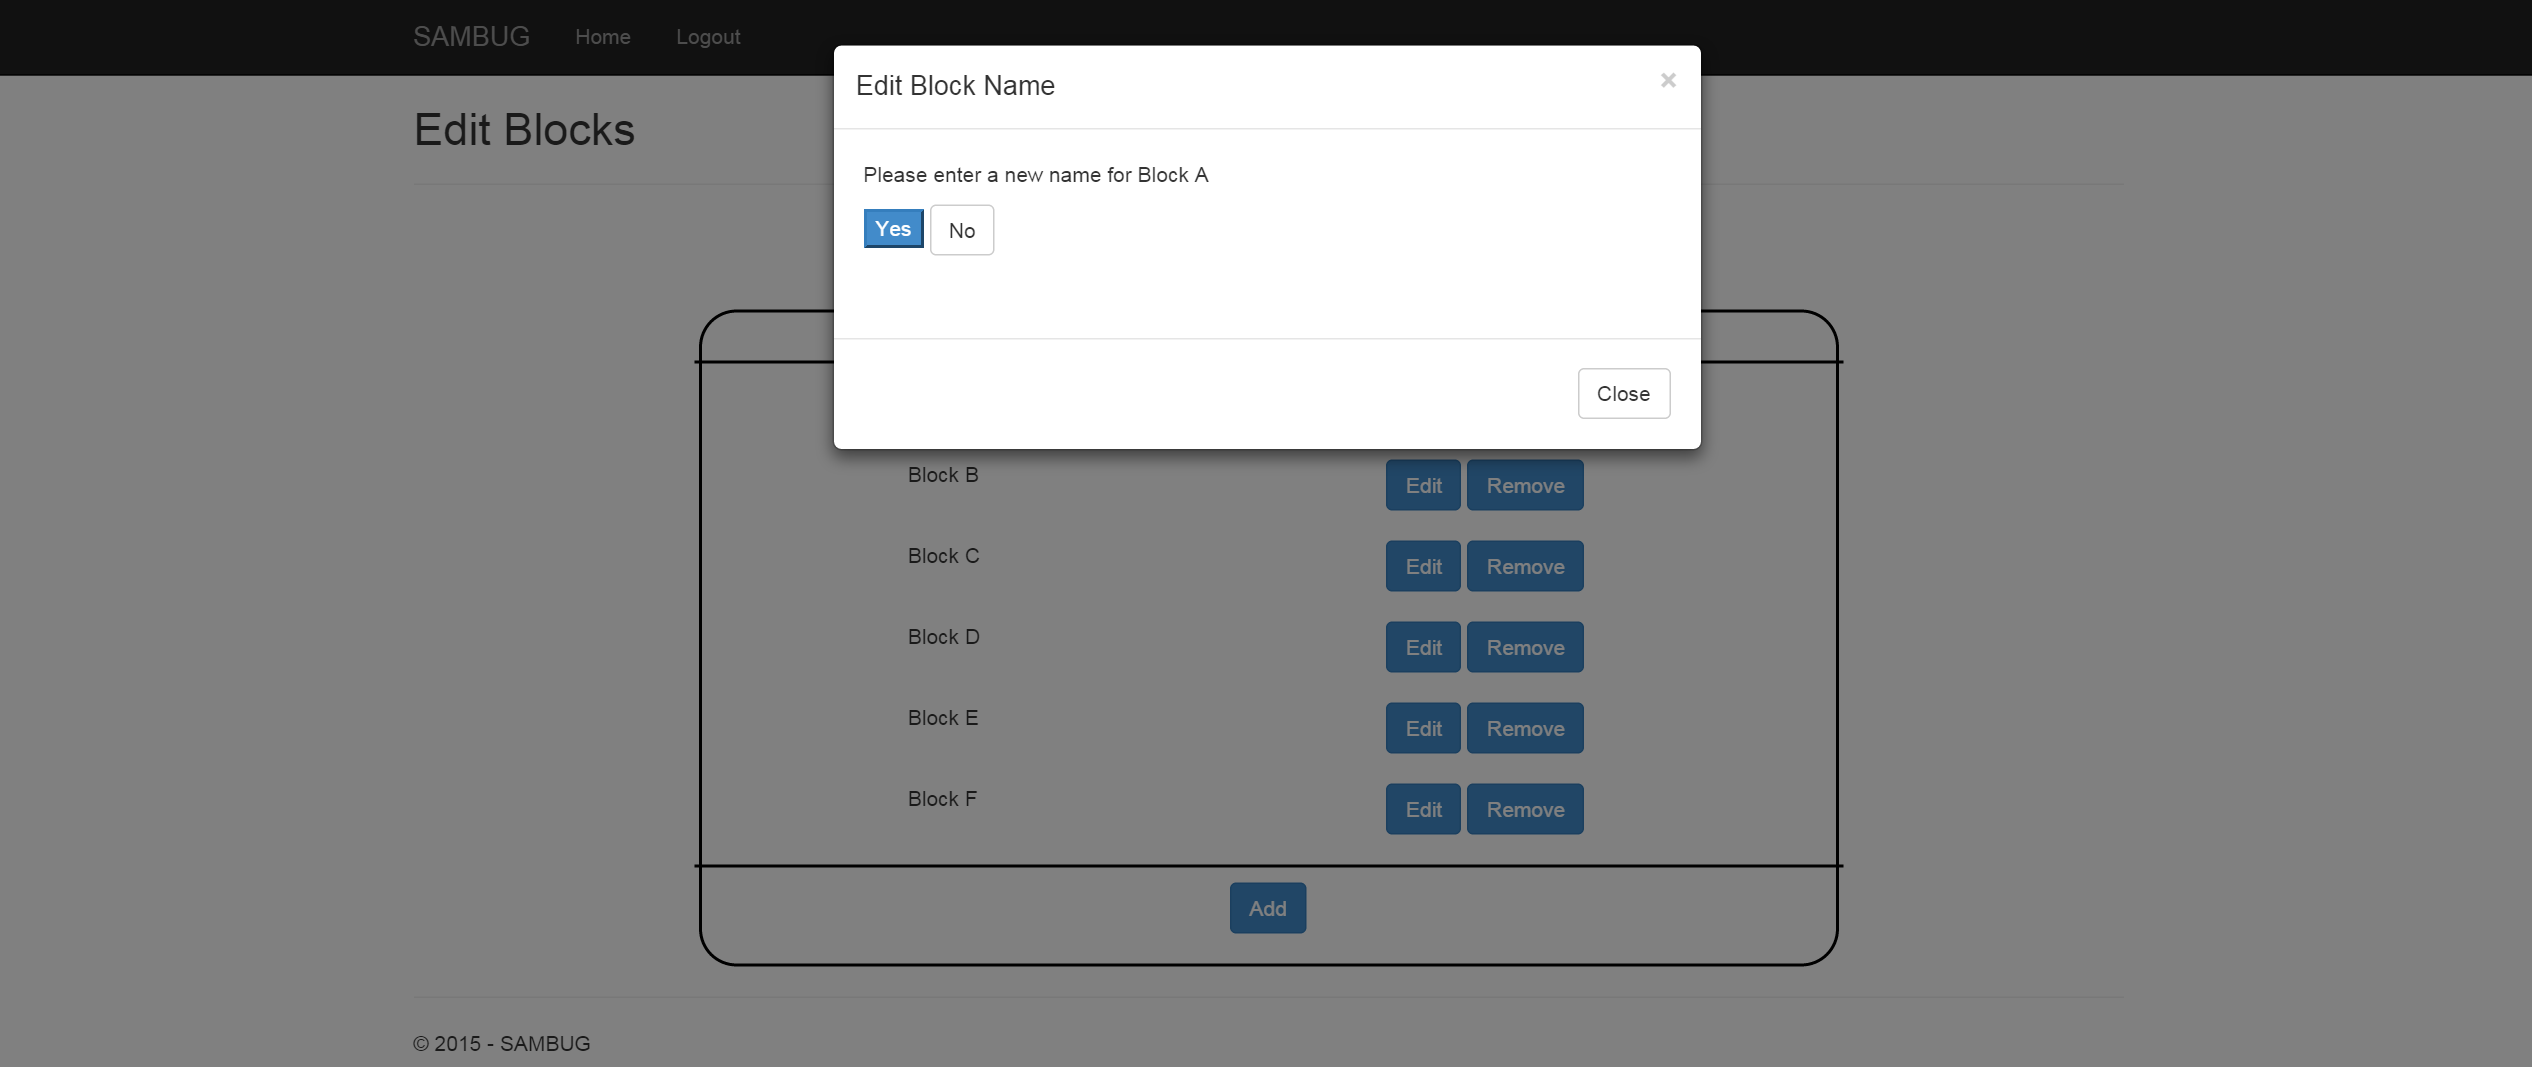 SAMBUG Home Logout
Edit Block Name ×
Edit Blocks
Please enter a new name for Block A
Yes No
Close
Block B Edit Remove
Block C Edit Remove
Block D Edit Remove
Block E Edit Remove
Block F Edit Remove
Add
© 2015 - SAMBUG